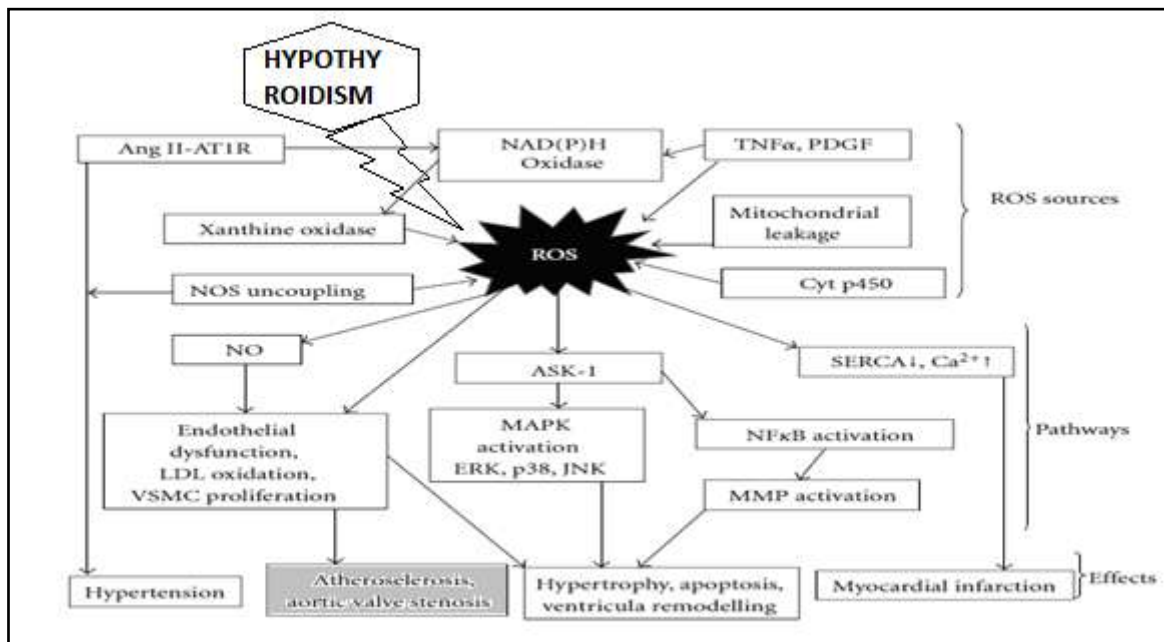 HYPOTHY
ROIDISM
Ang II-AT1R
NAD(P)H
Oxidase
TNFα, PDGF
ROS sources
Xanthine oxidase
Mitochondrial
leakage
ROS
NOS uncoupling
Cyt p450
NO
ASK-1
SERCA↓, Ca²⁺↑
Endothelial
dysfunction,
LDL oxidation,
VSMC proliferation
MAPK
activation
ERK, p38, JNK
NFκB activation
Pathways
MMP activation
Hypertension
Atheroselerosis,
aortic valve stenosis
Hypertrophy, apoptosis,
ventricula remodelling
Myocardial infarction
Effects